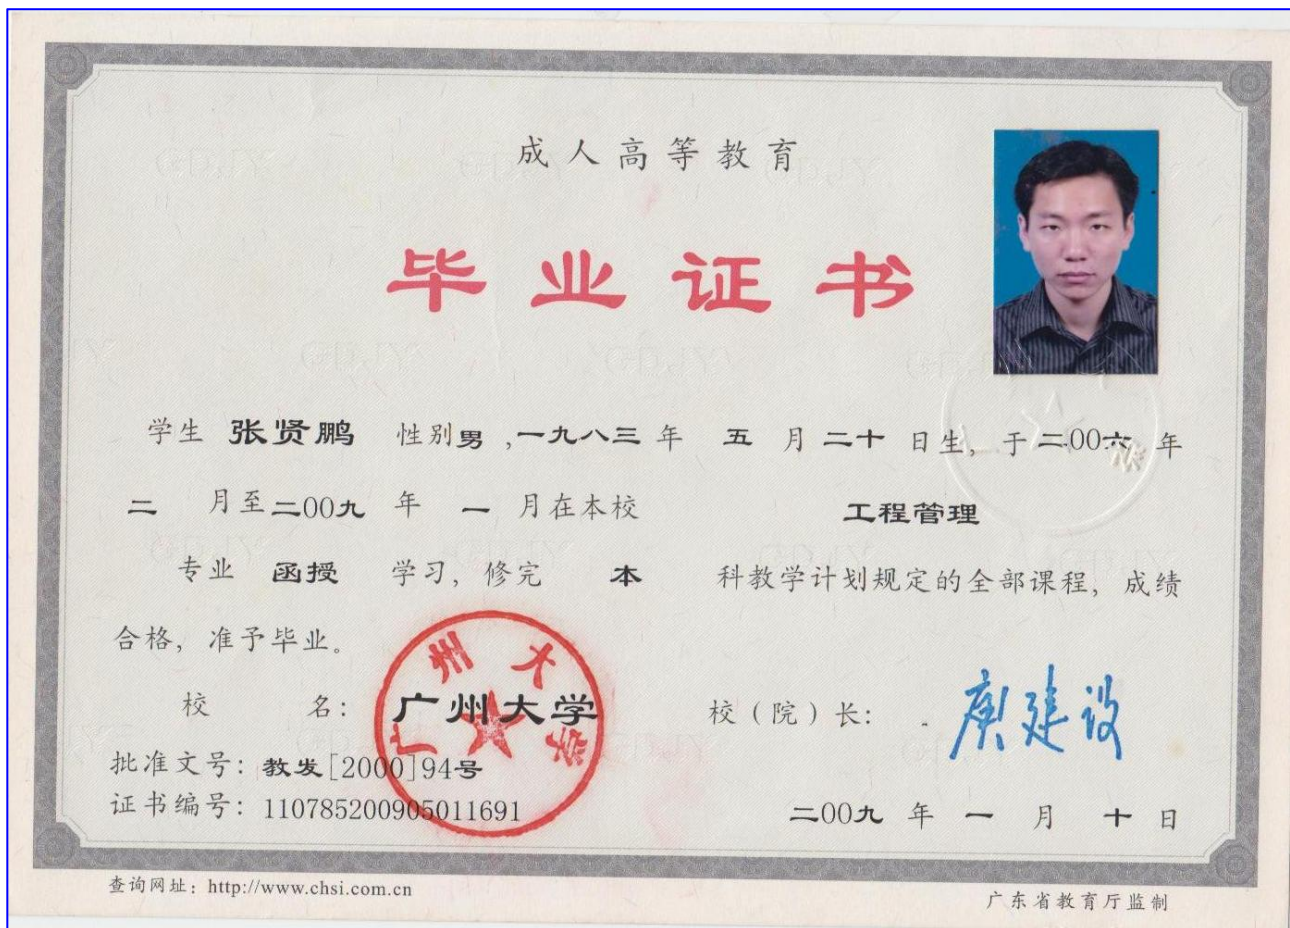 成人高等教育
毕业证书
学生 张贤鹏 性别男,一九八三年 五月二十日生, 于二00六年
二 月至二00九 年 一 月在本校 工程管理
专业 函授 学习, 修完 本 科教学计划规定的全部课程, 成绩
合格, 准予毕业。
广州大学
校 名: 广州大学 校(院)长: 庾建设
批准文号: 教发[2000]94号
证书编号: 110785200905011691 二00九 年 一 月 十 日
查询网址: http://www.chsi.com.cn 广东省教育厅监制